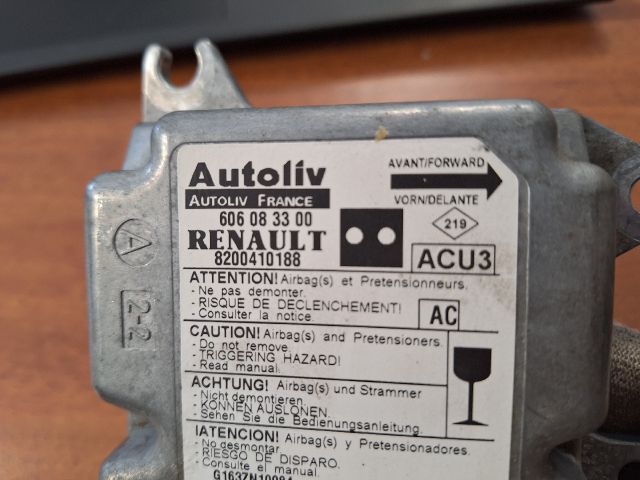 Autoliv
AUTOLIV FRANCE
606 08 33 00
RENAULT
8200410188
AVANT/FORWARD
VORN/DELANTE
219
ACU3
ATTENTION! Airbag(s) et Pretensionneurs.
- Ne pas demonter.
- RISQUE DE DECLENCHEMENT!
- Consulter la notice.
AC
CAUTION! Airbag(s) and Pretensioners.
- Do not remove.
- TRIGGERING HAZARD!
- Read manual.
ACHTUNG! Airbag(s) und Strammer
- Nicht demontieren.
- KONNEN AUSLONEN.
- Sehen Sie die Bedienungsanleitung.
!ATENCION! Airbag(s) y Pretensionadores.
- No desmontar
- RIESGO DE DISPARO.
- Consulte el manual.
A
2-2